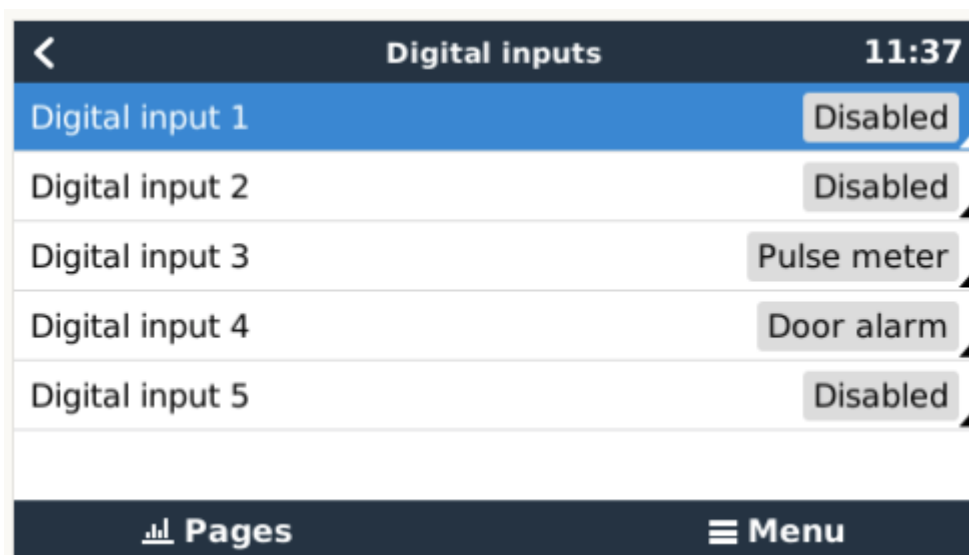 Digital inputs 11:37
Digital input 1 Disabled
Digital input 2 Disabled
Digital input 3 Pulse meter
Digital input 4 Door alarm
Digital input 5 Disabled
Pages Menu